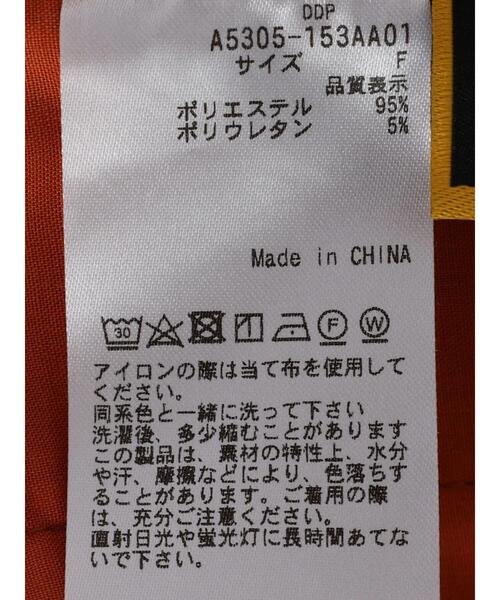 DDP
A5305-153AA01
サイズ F
品質表示
ポリエステル 95%
ポリウレタン 5%
Made in CHINA
30 F W
アイロンの際は当て布を使用して
ください。
同系色と一緒に洗って下さい
洗濯後、多少縮むことがあります
この製品は、素材の特性上、水分
や汗、摩擦などにより、色落ちす
ることがあります。ご着用の際
は、充分ご注意ください。
直射日光や蛍光灯に長時間あてな
いで下さい。